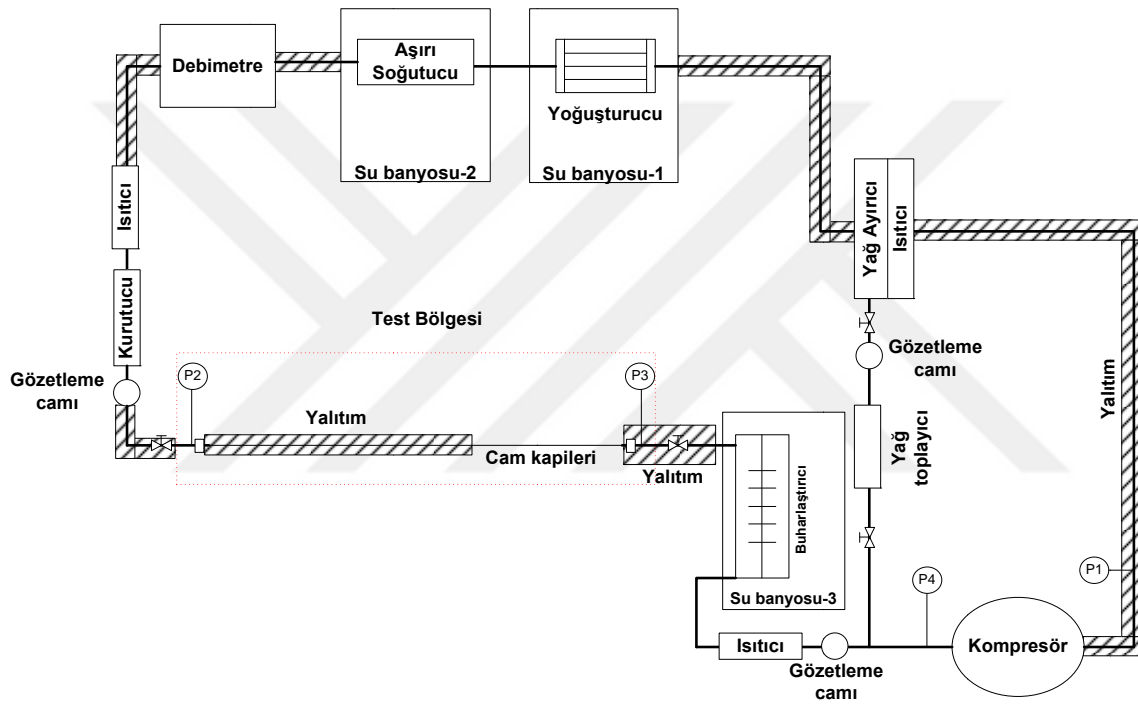 Debimetre
Aşırı
Soğutucu
Su banyosu-2
Yoğuşturucu
Su banyosu-1
Isıtıcı
Kurutucu
Gözetleme
camı
Test Bölgesi
P2
Yalıtım
Cam kapileri
P3
Yalıtım
Yağ Ayırıcı
Isıtıcı
Gözetleme
camı
Yağ
toplayıcı
Yalıtım
Buharlaştırıcı
Su banyosu-3
Isıtıcı
Gözetleme
camı
P4
P1
Kompresör